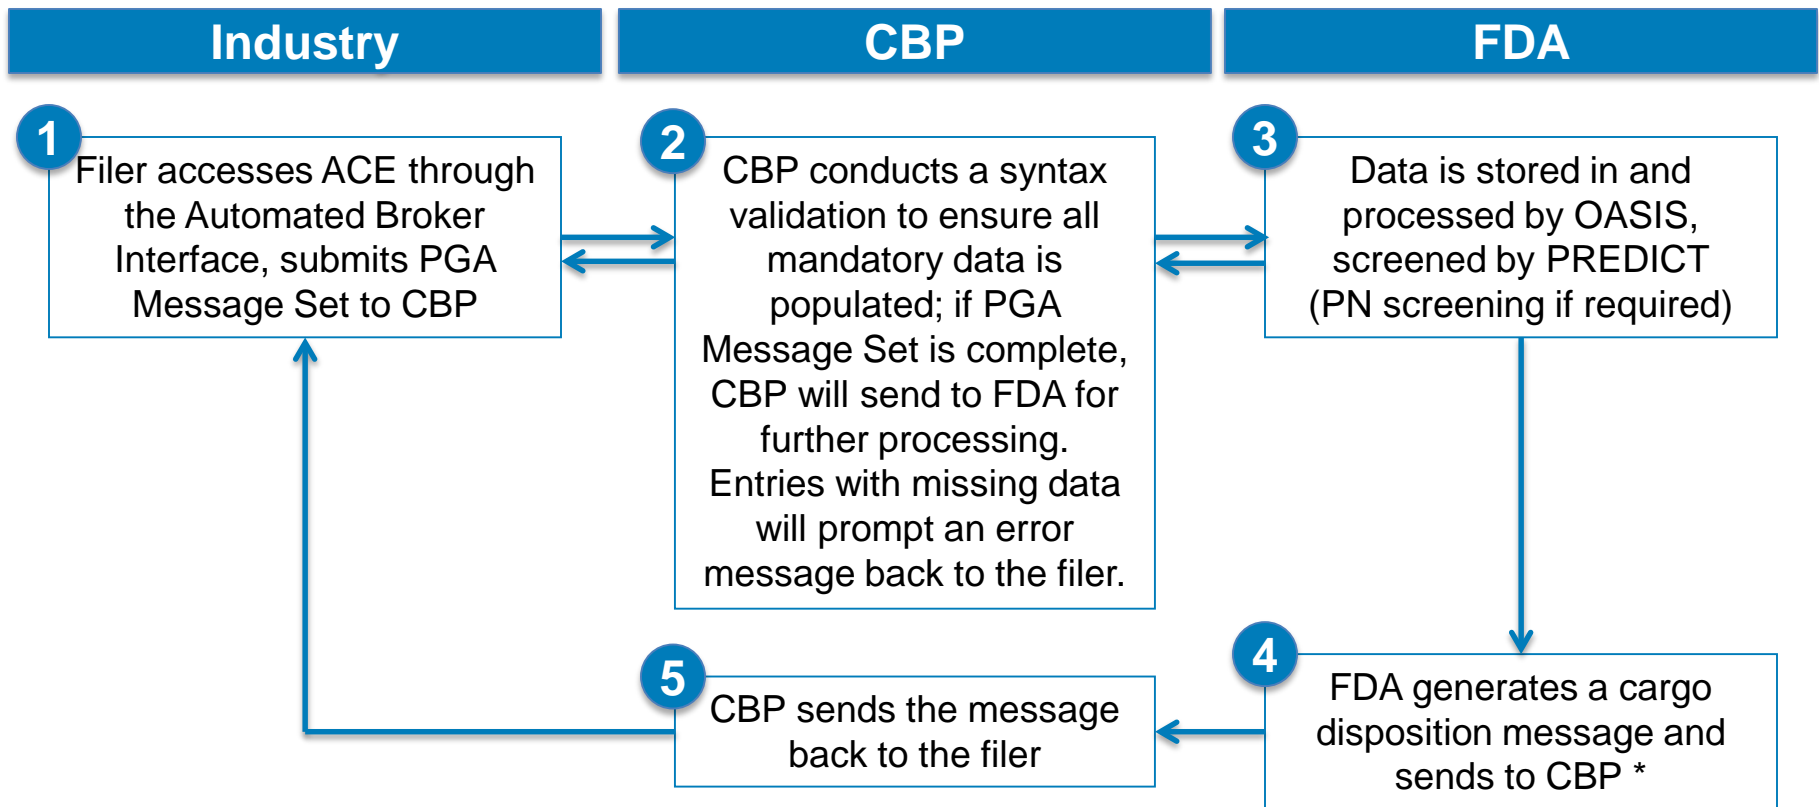 Industry
CBP
FDA
1
Filer accesses ACE through
the Automated Broker
Interface, submits PGA
Message Set to CBP
2
CBP conducts a syntax
validation to ensure all
mandatory data is
populated; if PGA
Message Set is complete,
CBP will send to FDA for
further processing.
Entries with missing data
will prompt an error
message back to the filer.
3
Data is stored in and
processed by OASIS,
screened by PREDICT
(PN screening if required)
4
FDA generates a cargo
disposition message and
sends to CBP *
5
CBP sends the message
back to the filer